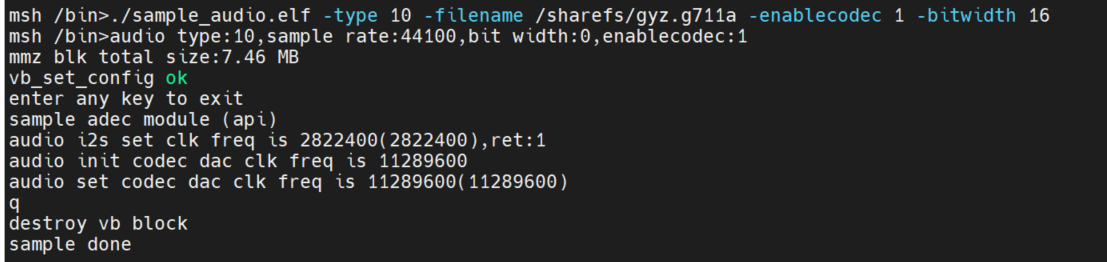 msh /bin>./sample_audio.elf -type 10 -filename /sharefs/gyz.g711a -enablecodec 1 -bitwidth 16
msh /bin>audio type:10,sample rate:44100,bit width:0,enablecodec:1
mmz blk total size:7.46 MB
vb_set_config ok
enter any key to exit
sample adec module (api)
audio i2s set clk freq is 2822400(2822400),ret:1
audio init codec dac clk freq is 11289600
audio set codec dac clk freq is 11289600(11289600)
q
destroy vb block
sample done